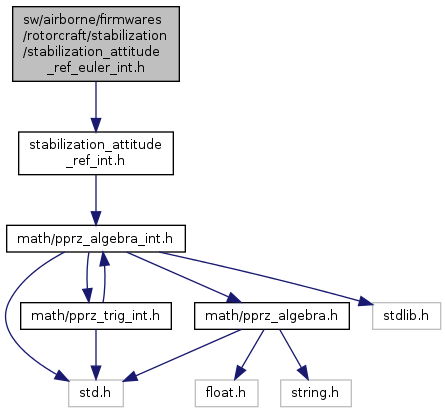 sw/airborne/firmwares
/rotorcraft/stabilization
/stabilization_attitude
_ref_euler_int.h
stabilization_attitude
_ref_int.h
math/pprz_algebra_int.h
math/pprz_trig_int.h
math/pprz_algebra.h
stdlib.h
std.h
float.h
string.h